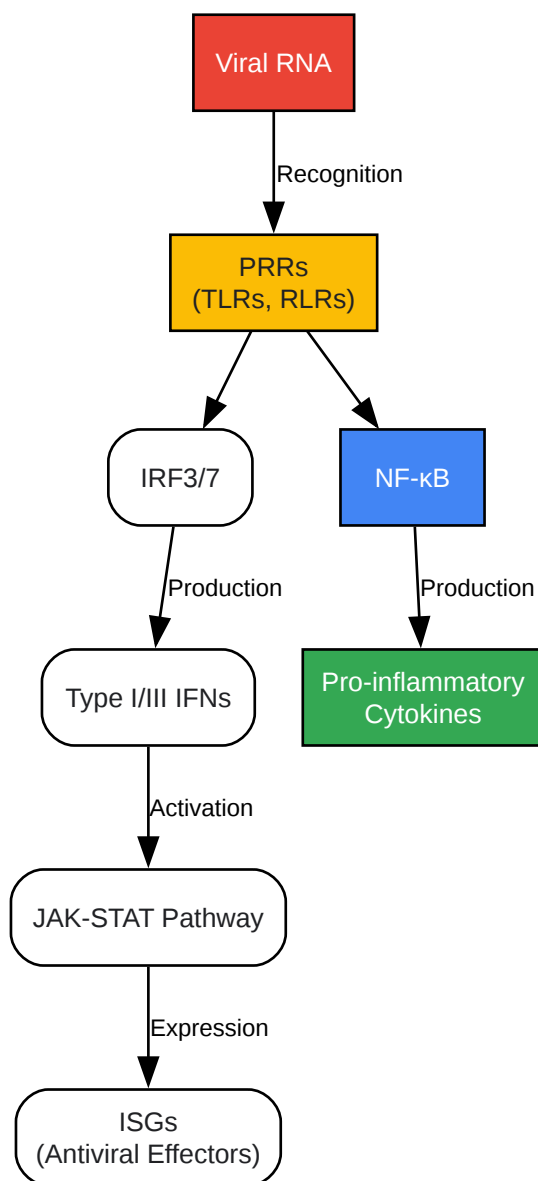 Viral RNA
Recognition
PRRs
(TLRs, RLRs)
IRF3/7
NF-κB
Production
Production
Type I/III IFNs
Pro-inflammatory
Cytokines
Activation
JAK-STAT Pathway
Expression
ISGs
(Antiviral Effectors)